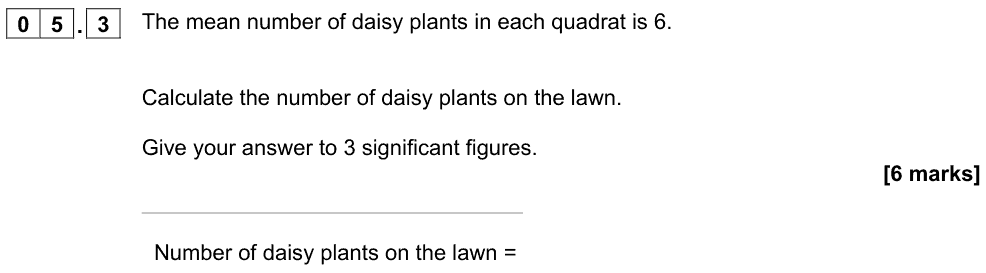 0 5 . 3 The mean number of daisy plants in each quadrat is 6.
Calculate the number of daisy plants on the lawn.
Give your answer to 3 significant figures.
[6 marks]
Number of daisy plants on the lawn =